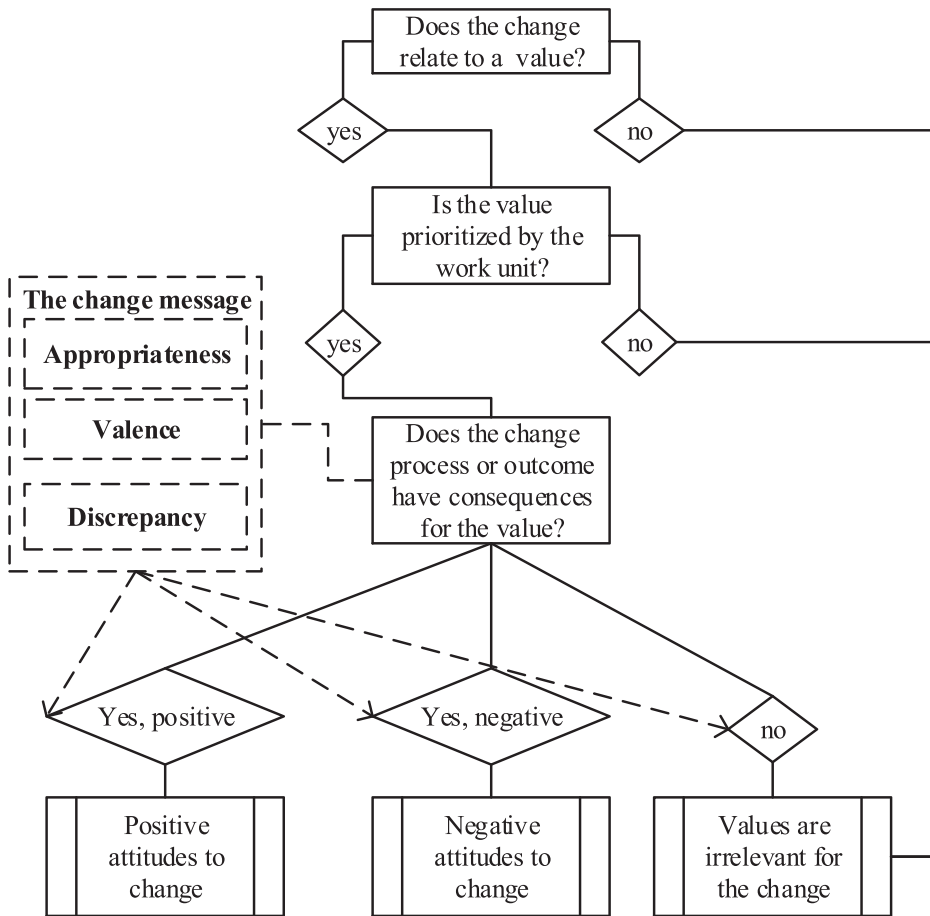 Does the change
relate to a value?
yes
no
Is the value
prioritized by the
work unit?
The change message
Appropriateness
Valence
Discrepancy
yes
no
Does the change
process or outcome
have consequences
for the value?
Yes, positive
Yes, negative
no
Positive
attitudes to
change
Negative
attitudes to
change
Values are
irrelevant for
the change